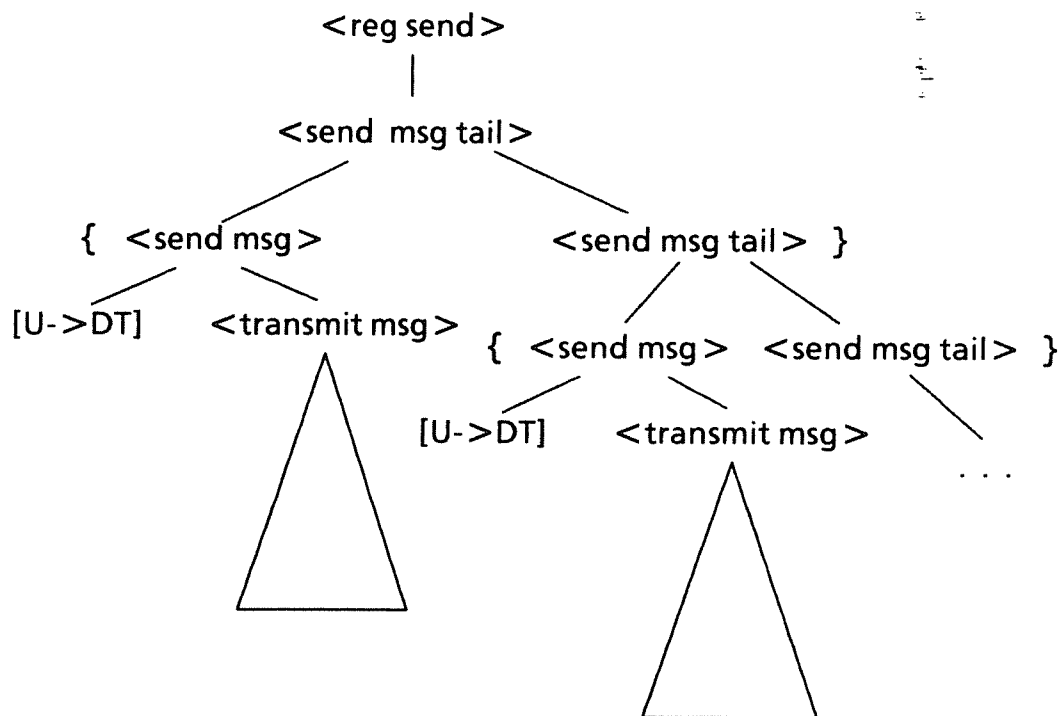 <reg send>
<send msg tail>
{ <send msg> <send msg tail> }
[U->DT] <transmit msg>
{ <send msg> <send msg tail> }
[U->DT] <transmit msg>
. . .